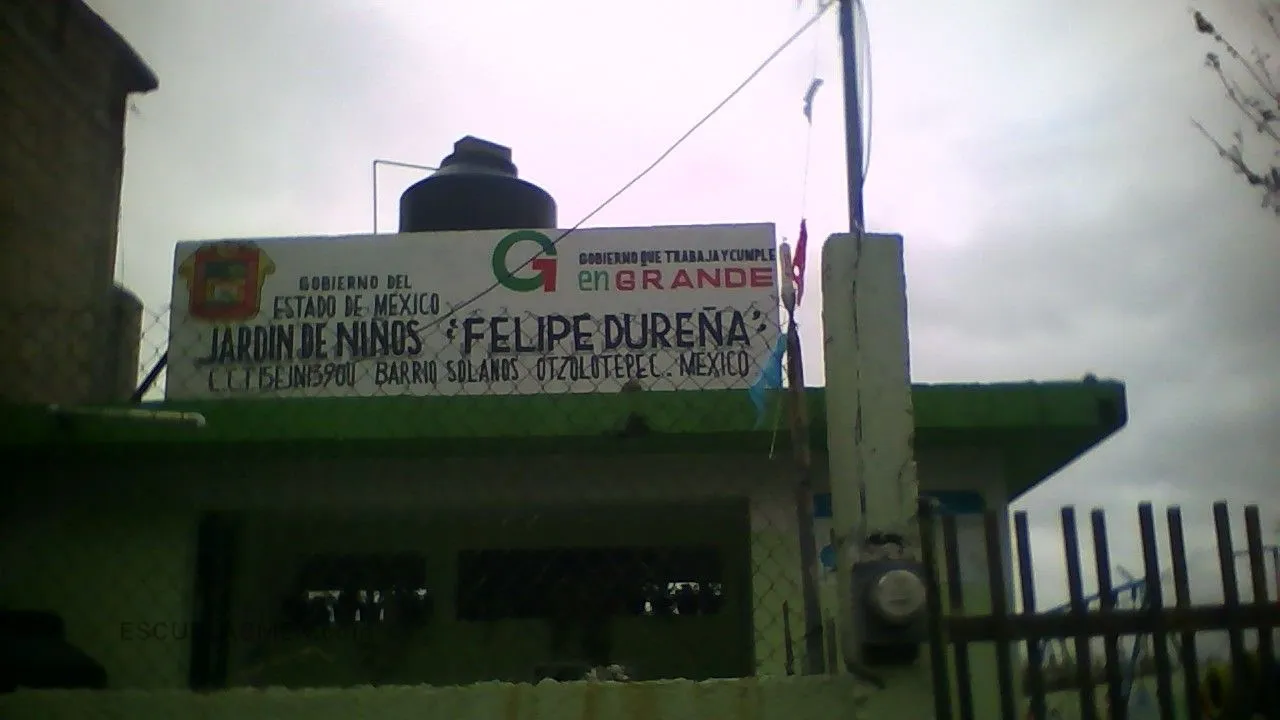 GOBIERNO DEL
ESTADO DE MEXICO
G
GOBIERNO QUE TRABAJA Y CUMPLE
en GRANDE
JARDIN DE NIÑOS "FELIPE DUREÑA"
C.C.T 15EJN1390U BARRIO SOLANOS OTZOLOTEPEC. MEXICO